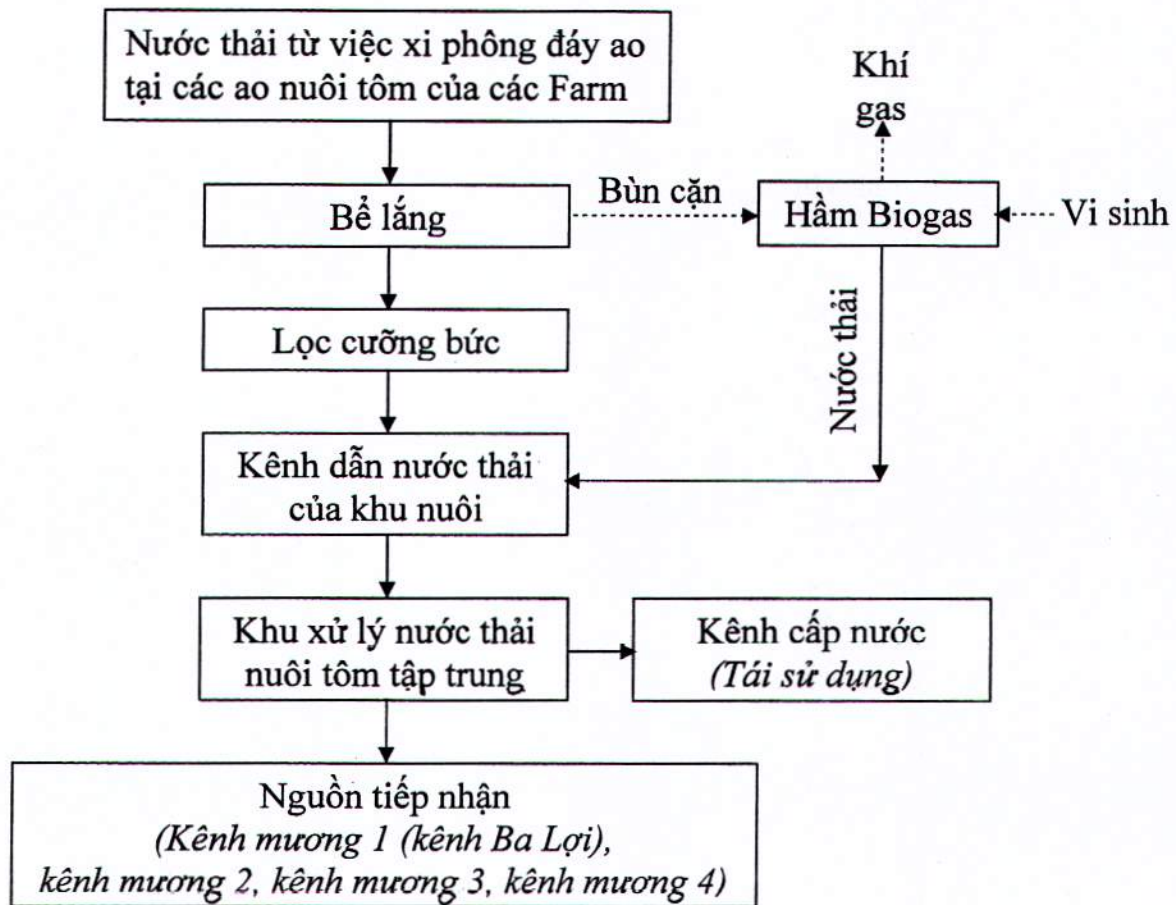 Nước thải từ việc xi phông đáy ao
tại các ao nuôi tôm của các Farm
Khí
gas
Bể lắng
Bùn cặn
Hầm Biogas
Vi sinh
Lọc cưỡng bức
Nước thải
Kênh dẫn nước thải
của khu nuôi
Khu xử lý nước thải
nuôi tôm tập trung
Kênh cấp nước
(Tái sử dụng)
Nguồn tiếp nhận
(Kênh mương 1 (kênh Ba Lợi),
kênh mương 2, kênh mương 3, kênh mương 4)